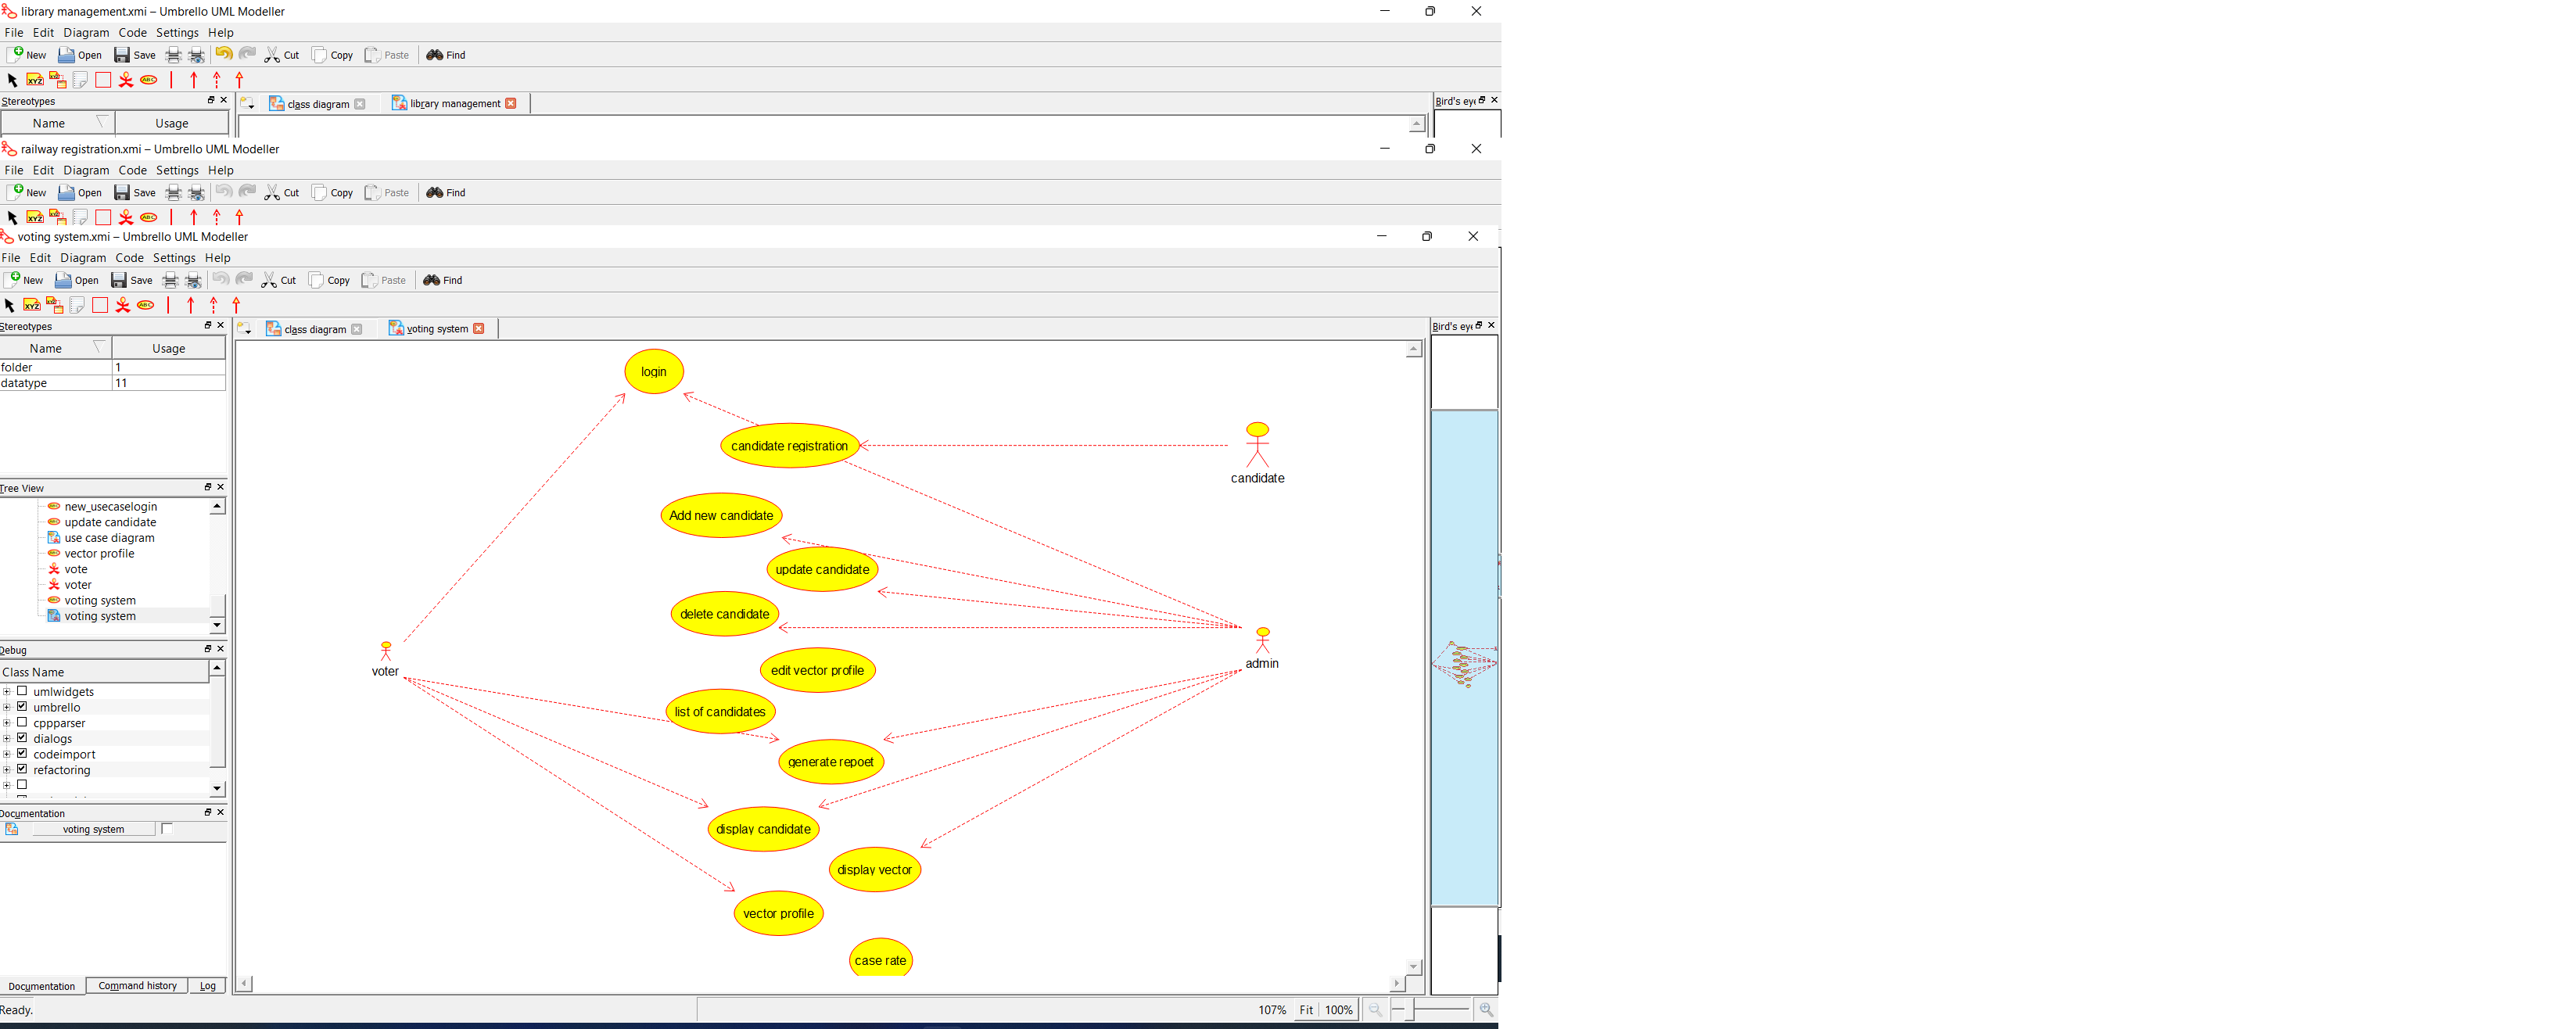 library management.xmi – Umbrello UML Modeller
File Edit Diagram Code Settings Help
New Open Save Cut Copy Paste Find
XYZ ABC
Stereotypes class diagram library management Bird's eye
Name Usage
railway registration.xmi – Umbrello UML Modeller
File Edit Diagram Code Settings Help
New Open Save Cut Copy Paste Find
XYZ ABC
voting system.xmi – Umbrello UML Modeller
File Edit Diagram Code Settings Help
New Open Save Cut Copy Paste Find
XYZ ABC
Stereotypes class diagram voting system Bird's eye
Name Usage
folder 1
datatype 11
login
candidate registration
candidate
Add new candidate
update candidate
delete candidate
voter
admin
edit vector profile
list of candidates
generate repoet
display candidate
display vector
vector profile
case rate
Tree View
new_usecaselogin
update candidate
use case diagram
vector profile
vote
voter
voting system
voting system
Debug
Class Name
umlwidgets
umbrello
cppparser
dialogs
codeimport
refactoring
Documentation
voting system
Documentation Command history Log
Ready. 107% Fit 100%